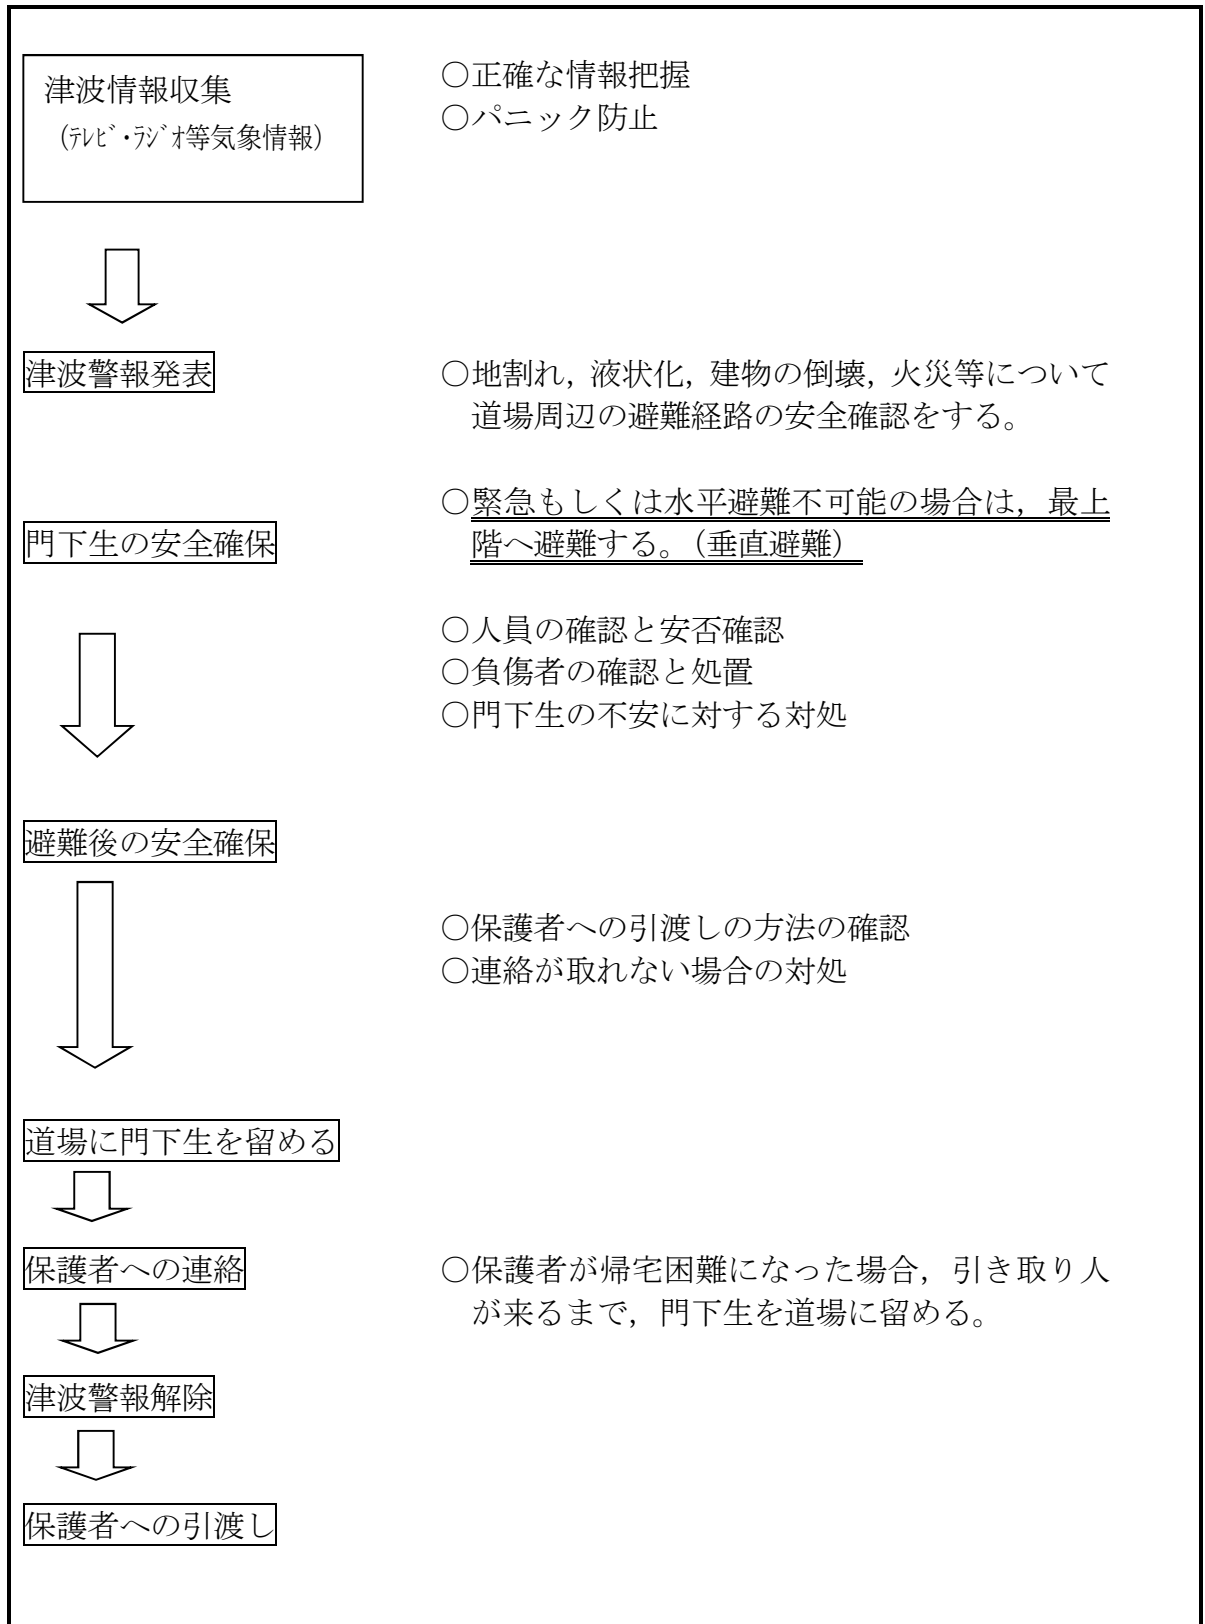 津波情報収集
（ﾃﾚﾋﾞ・ﾗｼﾞｵ等気象情報）
○正確な情報把握
○パニック防止
津波警報発表
○地割れ，液状化，建物の倒壊，火災等について
道場周辺の避難経路の安全確認をする。
門下生の安全確保
○緊急もしくは水平避難不可能の場合は，最上
階へ避難する。（垂直避難）
○人員の確認と安否確認
○負傷者の確認と処置
○門下生の不安に対する対処
避難後の安全確保
○保護者への引渡しの方法の確認
○連絡が取れない場合の対処
道場に門下生を留める
保護者への連絡
○保護者が帰宅困難になった場合，引き取り人
が来るまで，門下生を道場に留める。
津波警報解除
保護者への引渡し